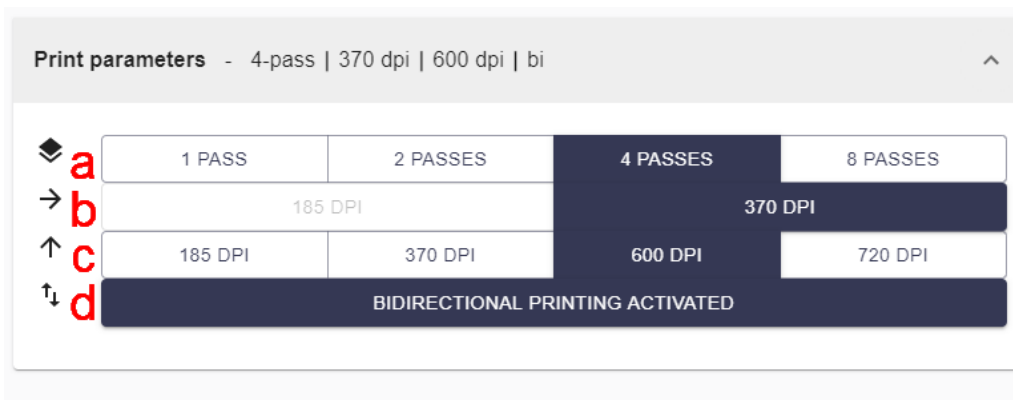 Print parameters - 4-pass | 370 dpi | 600 dpi | bi
a 1 PASS 2 PASSES 4 PASSES 8 PASSES
b 185 DPI 370 DPI
c 185 DPI 370 DPI 600 DPI 720 DPI
d BIDIRECTIONAL PRINTING ACTIVATED